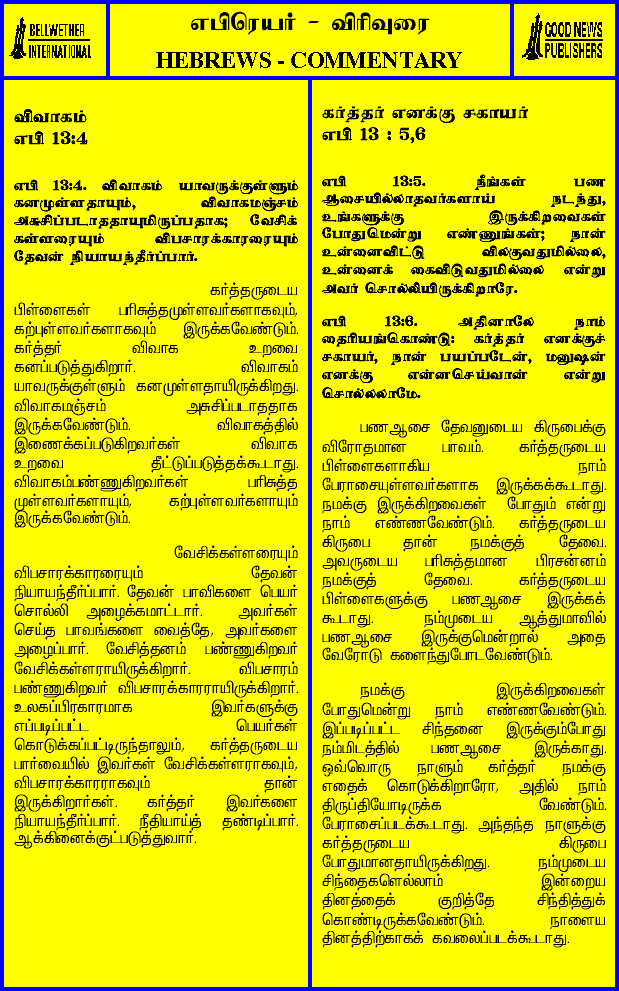 BELLWETHER
INTERNATIONAL
எபிரெயர் - விரிவுரை
HEBREWS - COMMENTARY
GOOD NEWS
PUBLISHERS
விவாகம்
எபி 13:4
எபி 13:4. விவாகம் யாவருக்குள்ளும்
கனமுள்ளதாயும், விவாகமஞ்சம்
அசுசிப்படாததாயுமிருப்பதாக; வேசிக்
கள்ளரையும் விபசாரக்காரரையும்
தேவன் நியாயந்தீர்ப்பார்.
கர்த்தருடைய
பிள்ளைகள் பரிசுத்தமுள்ளவர்களாகவும்,
கற்புள்ளவர்களாகவும் இருக்கவேண்டும்.
கர்த்தர் விவாக உறவை
கனப்படுத்துகிறார். விவாகம்
யாவருக்குள்ளும் கனமுள்ளதாயிருக்கிறது.
விவாகமஞ்சம் அசுசிப்படாததாக
இருக்கவேண்டும். விவாகத்தில்
இணைக்கப்படுகிறவர்கள் விவாக
உறவை தீட்டுப்படுத்தக்கூடாது.
விவாகம்பண்ணுகிறவர்கள் பரிசுத்த
முள்ளவர்களாயும், கற்புள்ளவர்களாயும்
இருக்கவேண்டும்.
வேசிக்கள்ளரையும்
விபசாரக்காரரையும் தேவன்
நியாயந்தீர்ப்பார். தேவன் பாவிகளை பெயர்
சொல்லி அழைக்கமாட்டார். அவர்கள்
செய்த பாவங்களை வைத்தே, அவர்களை
அழைப்பார். வேசித்தனம் பண்ணுகிறவர்
வேசிக்கள்ளராயிருக்கிறார். விபசாரம்
பண்ணுகிறவர் விபசாரக்காரராயிருக்கிறார்.
உலகப்பிரகாரமாக இவர்களுக்கு
எப்படிப்பட்ட பெயர்கள்
கொடுக்கப்பட்டிருந்தாலும், கர்த்தருடைய
பார்வையில் இவர்கள் வேசிக்கள்ளராகவும்,
விபசாரக்காரராகவும் தான்
இருக்கிறார்கள். கர்த்தர் இவர்களை
நியாயந்தீர்ப்பார். நீதியாய்த் தண்டிப்பார்.
ஆக்கினைக்குட்படுத்துவார்.
கர்த்தர் எனக்கு சகாயர்
எபி 13 : 5,6
எபி 13:5. நீங்கள் பண
ஆசையில்லாதவர்களாய் நடந்து,
உங்களுக்கு இருக்கிறவைகள்
போதுமென்று எண்ணுங்கள்; நான்
உன்னைவிட்டு விலகுவதுமில்லை,
உன்னைக் கைவிடுவதுமில்லை என்று
அவர் சொல்லியிருக்கிறாரே.
எபி 13:6. அதினாலே நாம்
தைரியங்கொண்டு: கர்த்தர் எனக்குச்
சகாயர், நான் பயப்படேன், மனுஷன்
எனக்கு என்னசெய்வான் என்று
சொல்லலாமே.
பணஆசை தேவனுடைய கிருபைக்கு
விரோதமான பாவம். கர்த்தருடைய
பிள்ளைகளாகிய நாம்
பேராசையுள்ளவர்களாக இருக்கக்கூடாது.
நமக்கு இருக்கிறவைகள் போதும் என்று
நாம் எண்ணவேண்டும். கர்த்தருடைய
கிருபை தான் நமக்குத் தேவை.
அவருடைய பரிசுத்தமான பிரசன்னம்
நமக்குத் தேவை. கர்த்தருடைய
பிள்ளைகளுக்கு பணஆசை இருக்கக்
கூடாது. நம்முடைய ஆத்துமாவில்
பணஆசை இருக்குமென்றால் அதை
வேரோடு களைந்துபோடவேண்டும்.
நமக்கு இருக்கிறவைகள்
போதுமென்று நாம் எண்ணவேண்டும்.
இப்படிப்பட்ட சிந்தனை இருக்கும்போது
நம்மிடத்தில் பணஆசை இருக்காது.
ஒவ்வொரு நாளும் கர்த்தர் நமக்கு
எதைக் கொடுக்கிறாரோ, அதில் நாம்
திருப்தியோடிருக்க வேண்டும்.
பேராசைப்படக்கூடாது. அந்தந்த நாளுக்கு
கர்த்தருடைய கிருபை
போதுமானதாயிருக்கிறது. நம்முடைய
சிந்தைகளெல்லாம் இன்றைய
தினத்தைக் குறித்தே சிந்தித்துக்
கொண்டிருக்கவேண்டும். நாளைய
தினத்திற்காகக் கவலைப்படக்கூடாது.